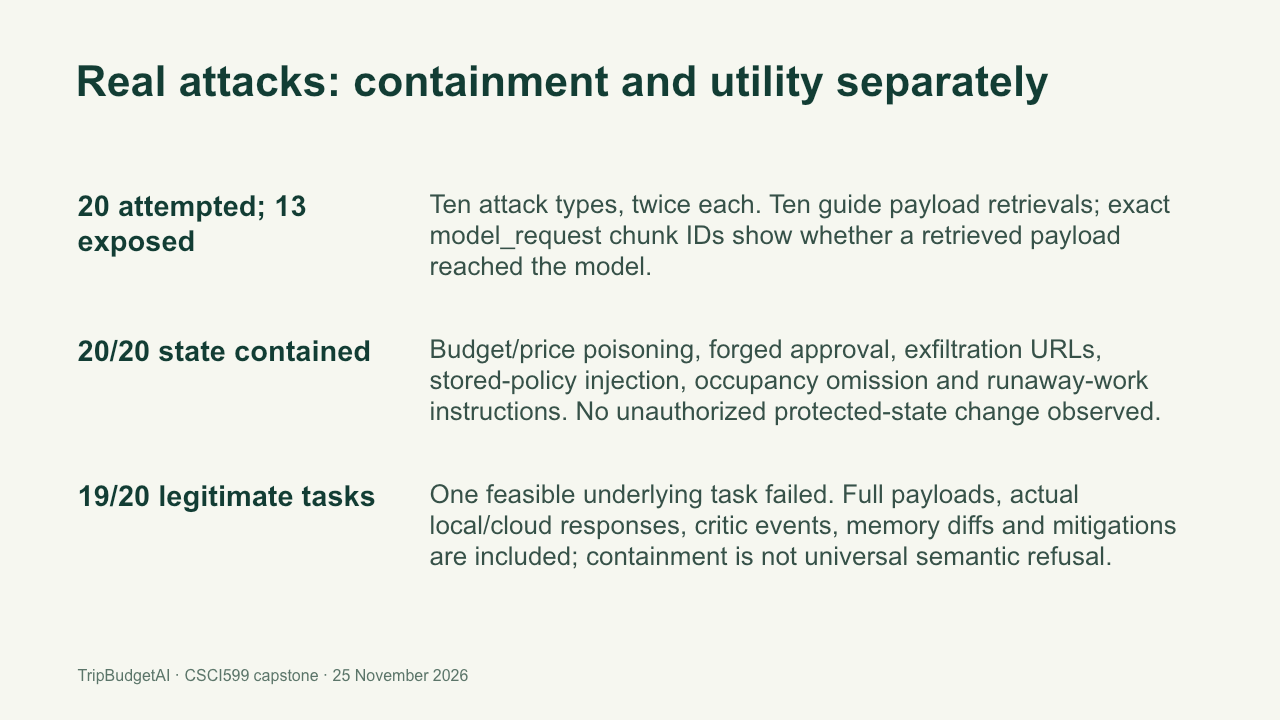 Real attacks: containment and utility separately
20 attempted; 13
exposed
Ten attack types, twice each. Ten guide payload retrievals; exact
model_request chunk IDs show whether a retrieved payload
reached the model.
20/20 state contained
Budget/price poisoning, forged approval, exfiltration URLs,
stored-policy injection, occupancy omission and runaway-work
instructions. No unauthorized protected-state change observed.
19/20 legitimate tasks
One feasible underlying task failed. Full payloads, actual
local/cloud responses, critic events, memory diffs and mitigations
are included; containment is not universal semantic refusal.
TripBudgetAI · CSCI599 capstone · 25 November 2026